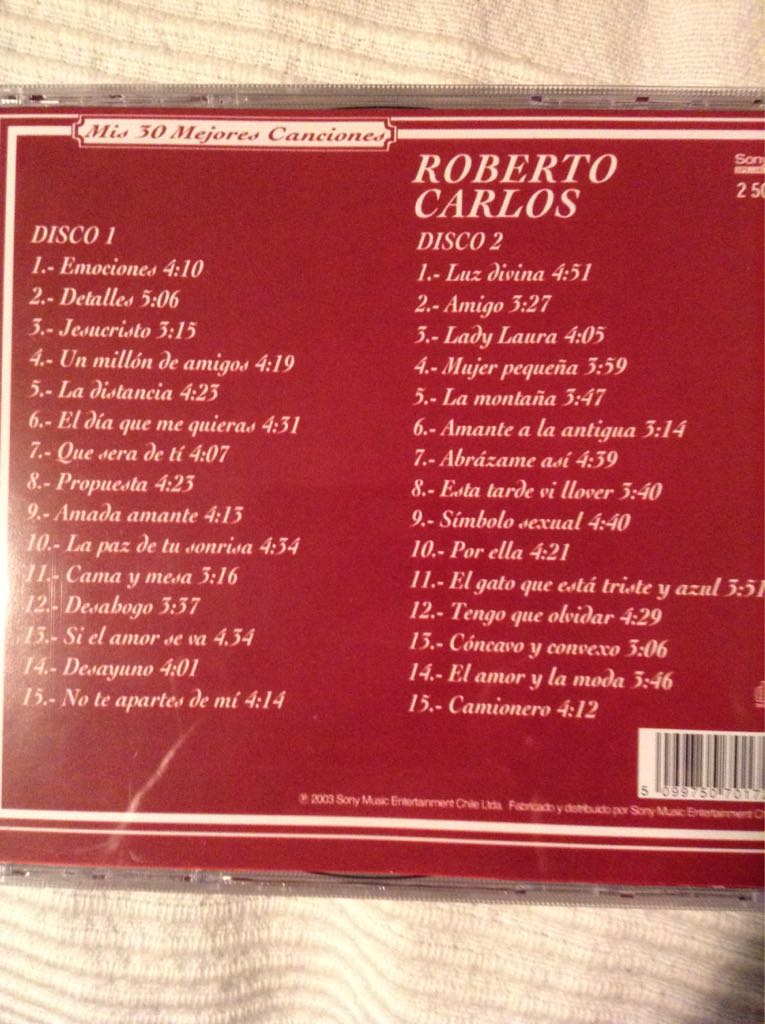 Mis 30 Mejores Canciones
ROBERTO
CARLOS
Sony
2 50
DISCO 1
1.- Emociones 4:10
2.- Detalles 5:06
3.- Jesucristo 3:15
4.- Un millón de amigos 4:19
5.- La distancia 4:23
6.- El día que me quieras 4:31
7.- Que sera de tí 4:07
8.- Propuesta 4:23
9.- Amada amante 4:13
10.- La paz de tu sonrisa 4:34
11.- Cama y mesa 3:16
12.- Desahogo 3:37
13.- Si el amor se va 4.34
14.- Desayuno 4:01
15.- No te apartes de mí 4:14
DISCO 2
1.- Luz divina 4:51
2.- Amigo 3:27
3.- Lady Laura 4:05
4.- Mujer pequeña 3:59
5.- La montaña 3:47
6.- Amante a la antigua 3:14
7.- Abrázame así 4:39
8.- Esta tarde vi llover 3:40
9.- Símbolo sexual 4:40
10.- Por ella 4:21
11.- El gato que está triste y azul 3:51
12.- Tengo que olvidar 4:29
13.- Cóncavo y convexo 3:06
14.- El amor y la moda 3:46
15.- Camionero 4:12
5 099750 7017
℗ 2003 Sony Music Entertainment Chile Ltda Fabricado y distribuido por Sony Music Entertainment C